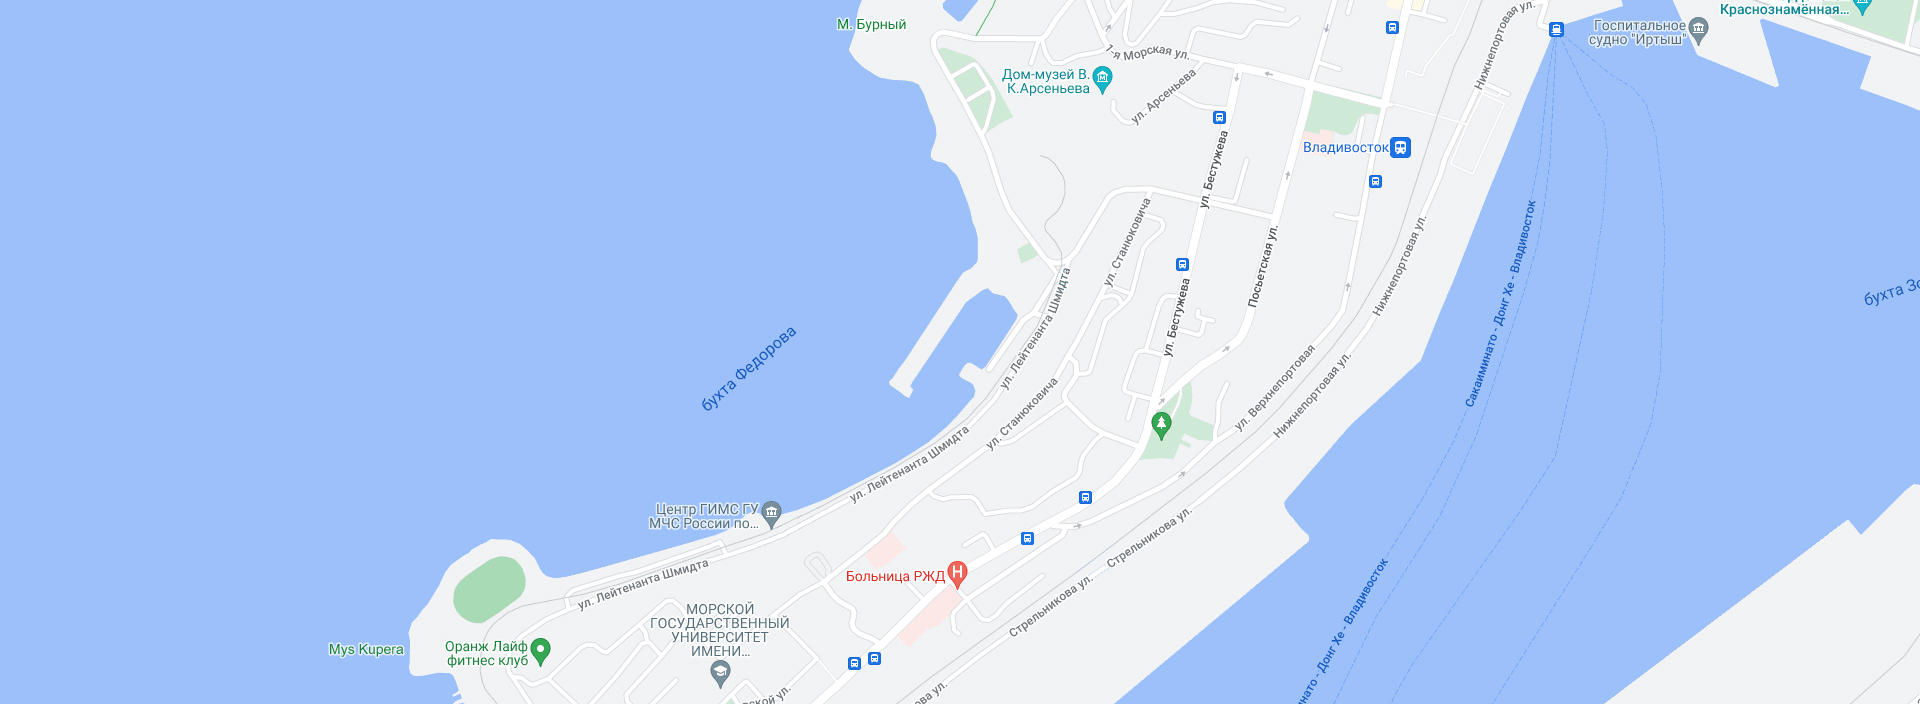 М. Бурный
1-я Морская ул.
Дом-музей В.
К.Арсеньева
ул. Арсеньева
Нижнепортовая ул.
Госпитальное
судно "Иртыш"
Краснознамённая...
Владивосток
ул. Бестужева
ул. Станюковича
Посьетская ул.
Нижнепортовая ул.
Сакаиминато - Донг Хе - Владивосток
ул. Лейтенанта Шмидта
ул. Бестужева
бухта Федорова
ул. Станюковича
ул. Верхнепортовая
Нижнепортовая ул.
ул. Лейтенанта Шмидта
Центр ГИМС ГУ
МЧС России по...
Стрельникова ул.
Больница РЖД
H
ул. Лейтенанта Шмидта
Стрельникова ул.
МОРСКОЙ
ГОСУДАРСТВЕННЫЙ
УНИВЕРСИТЕТ
ИМЕНИ...
Mys Kupera
Оранж Лайф
фитнес клуб
Донг Хе - Владивосток
бухта